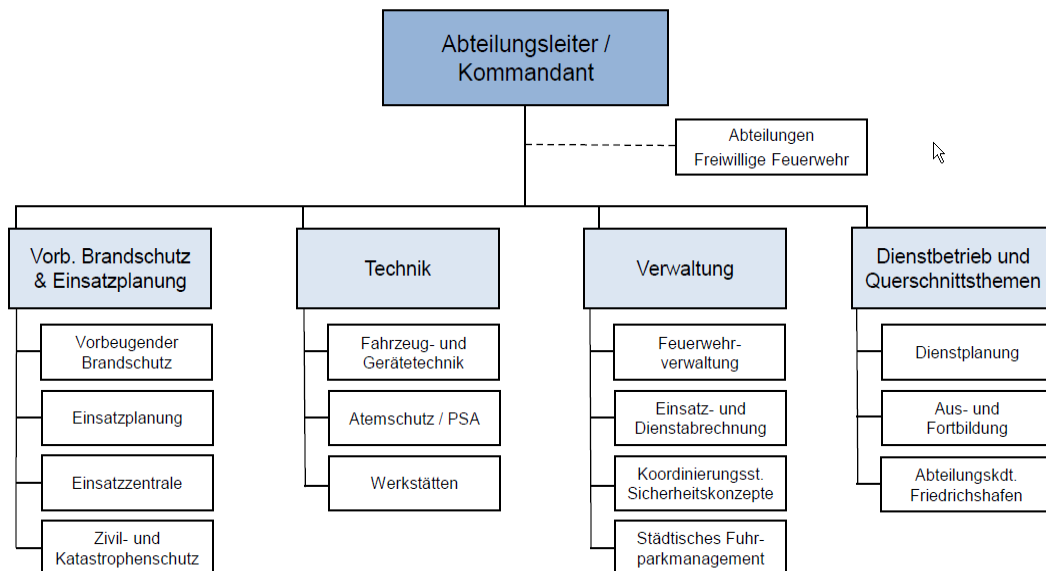 Abteilungsleiter /
Kommandant
Abteilungen
Freiwillige Feuerwehr
Vorb. Brandschutz
& Einsatzplanung
Vorbeugender
Brandschutz
Einsatzplanung
Einsatzzentrale
Zivil- und
Katastrophenschutz
Technik
Fahrzeug- und
Gerätetechnik
Atemschutz / PSA
Werkstätten
Verwaltung
Feuerwehr-
verwaltung
Einsatz- und
Dienstabrechnung
Koordinierungsst.
Sicherheitskonzepte
Städtisches Fuhr-
parkmanagement
Dienstbetrieb und
Querschnittsthemen
Dienstplanung
Aus- und
Fortbildung
Abteilungskdt.
Friedrichshafen